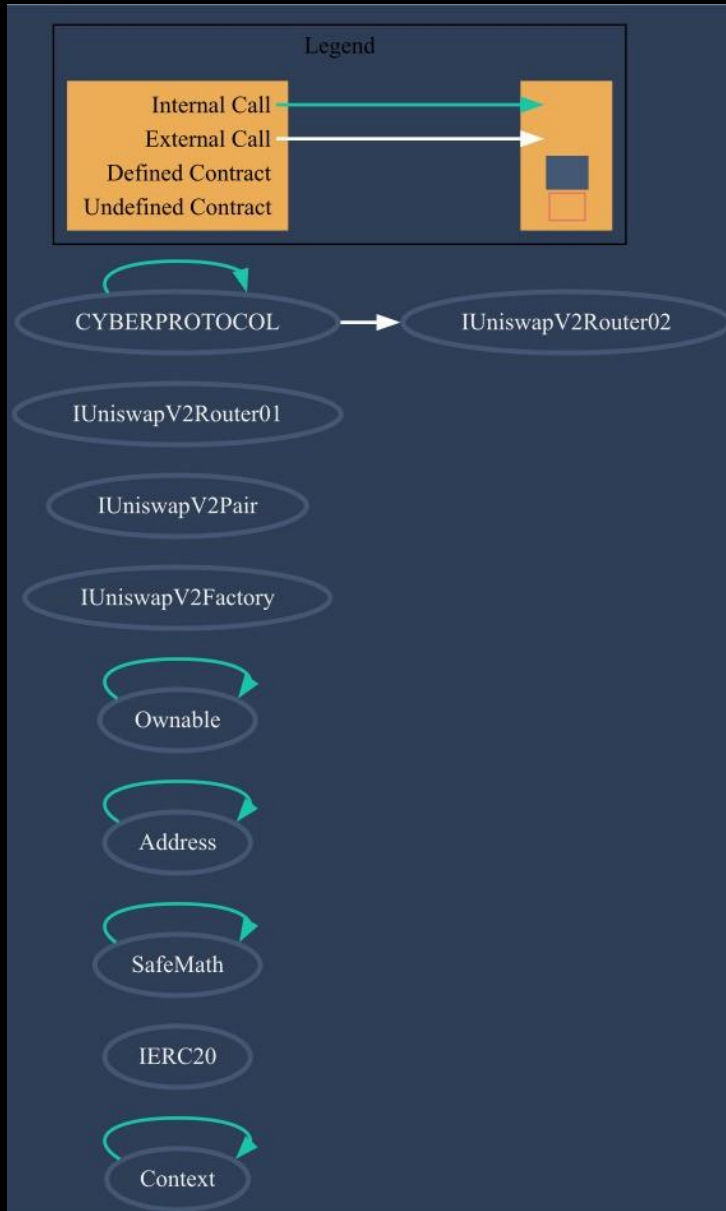 Legend
Internal Call
External Call
Defined Contract
Undefined Contract
CYBERPROTOCOL
IUniswapV2Router02
IUniswapV2Router01
IUniswapV2Pair
IUniswapV2Factory
Ownable
Address
SafeMath
IERC20
Context